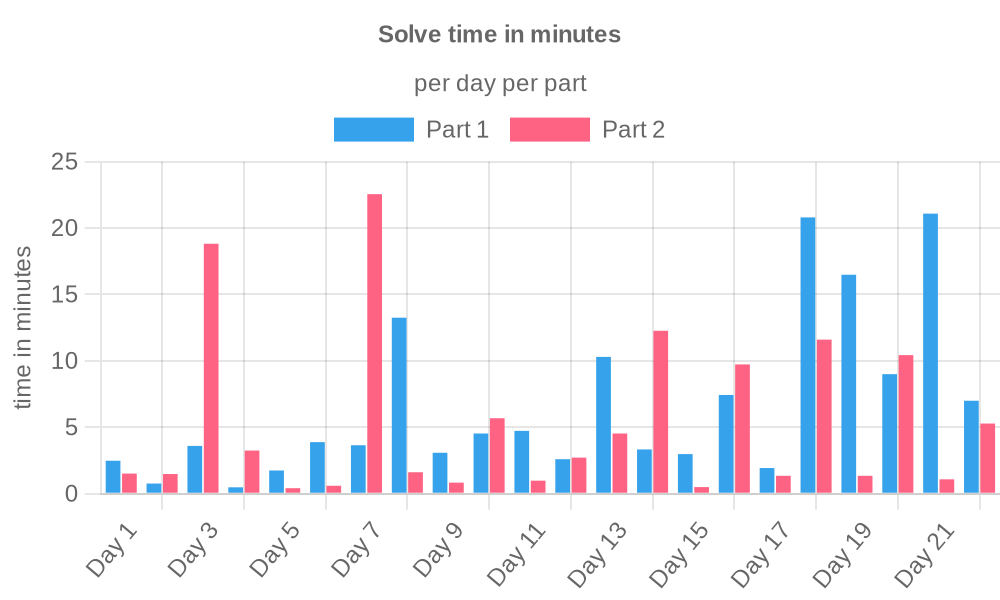 Solve time in minutes
per day per part
Part 1 Part 2
25
20
15
10
5
0
time in minutes
Day 1 Day 3 Day 5 Day 7 Day 9 Day 11 Day 13 Day 15 Day 17 Day 19 Day 21